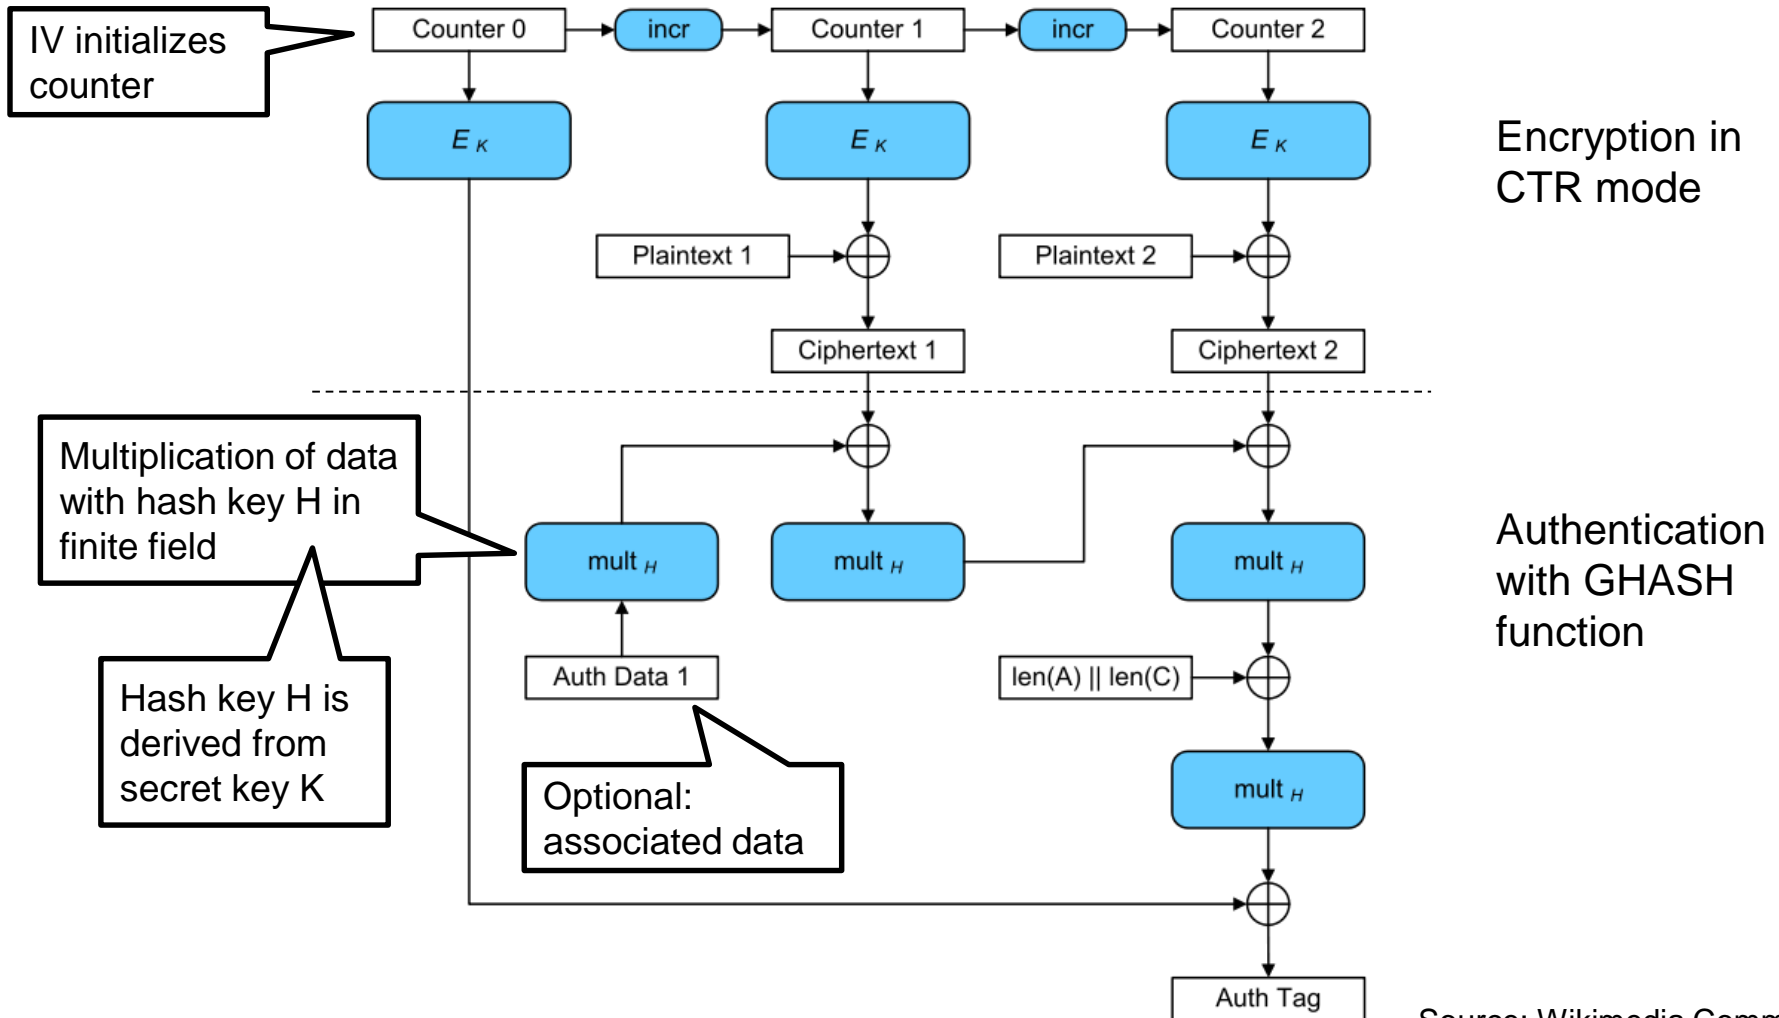 IV initializes
counter
Counter 0
incr
Counter 1
incr
Counter 2
E K
E K
E K
Encryption in
CTR mode
Plaintext 1
Plaintext 2
Ciphertext 1
Ciphertext 2
Multiplication of data
with hash key H in
finite field
mult H
mult H
mult H
Authentication
with GHASH
function
Hash key H is
derived from
secret key K
Auth Data 1
len(A) || len(C)
Optional:
associated data
mult H
Auth Tag
Source: Wikimedia